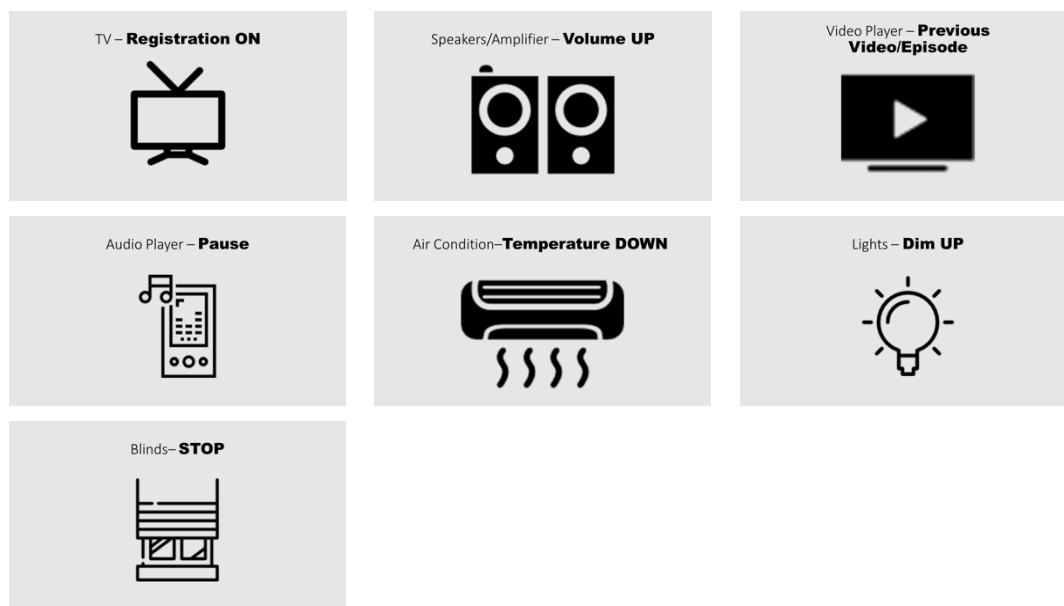 TV – Registration ON
Speakers/Amplifier – Volume UP
Video Player – Previous
Video/Episode
Audio Player – Pause
Air Condition–Temperature DOWN
Lights – Dim UP
Blinds– STOP